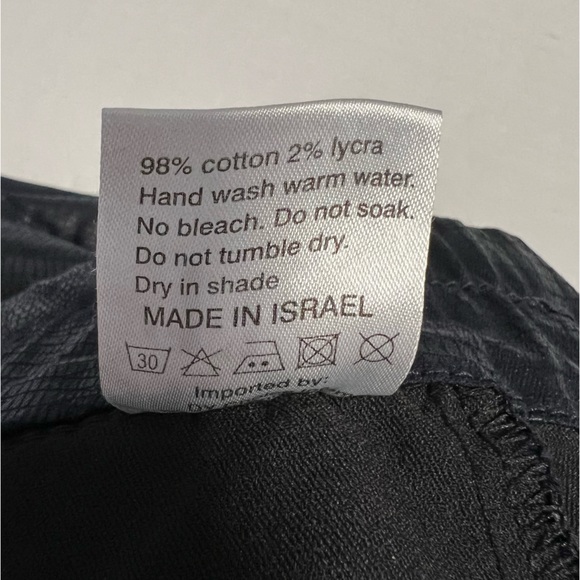 98% cotton 2% lycra
Hand wash warm water.
No bleach. Do not soak.
Do not tumble dry.
Dry in shade
MADE IN ISRAEL
30
Imported by: